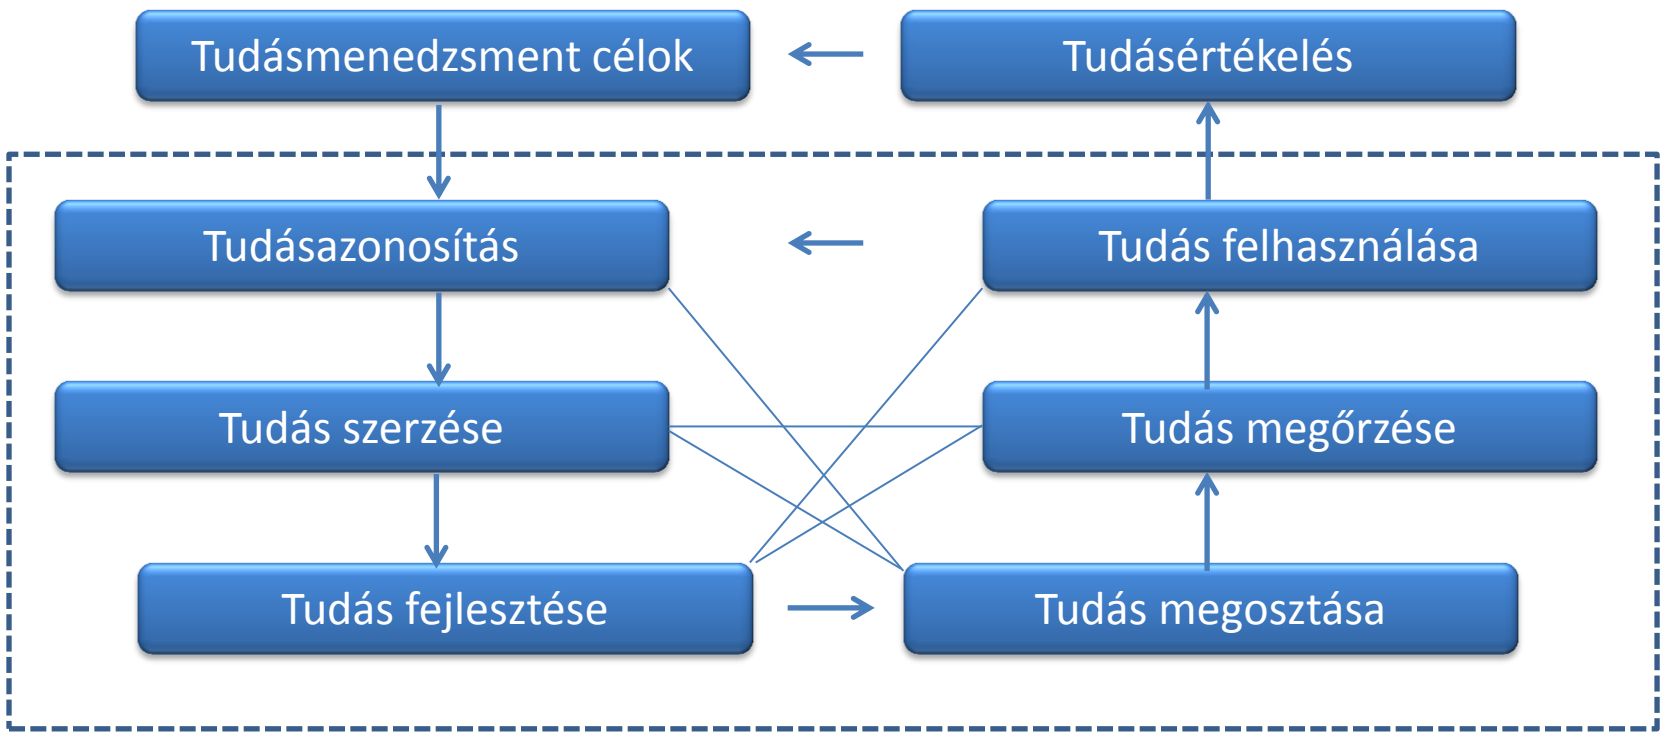 Tudásmenedzsment célok
Tudásértékelés
Tudásazonosítás
Tudás felhasználása
Tudás szerzése
Tudás megőrzése
Tudás fejlesztése
Tudás megosztása